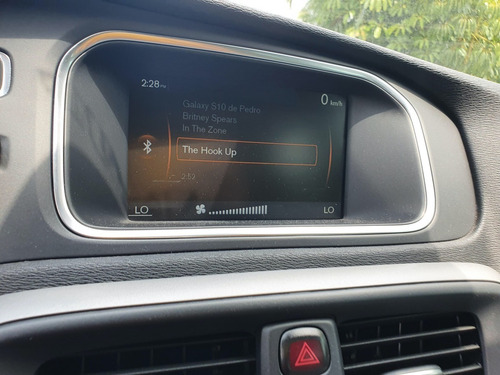 2:28 PM
0 km/h
Galaxy S10 de Pedro
Britney Spears
In The Zone
The Hook Up
2:52
LO LO